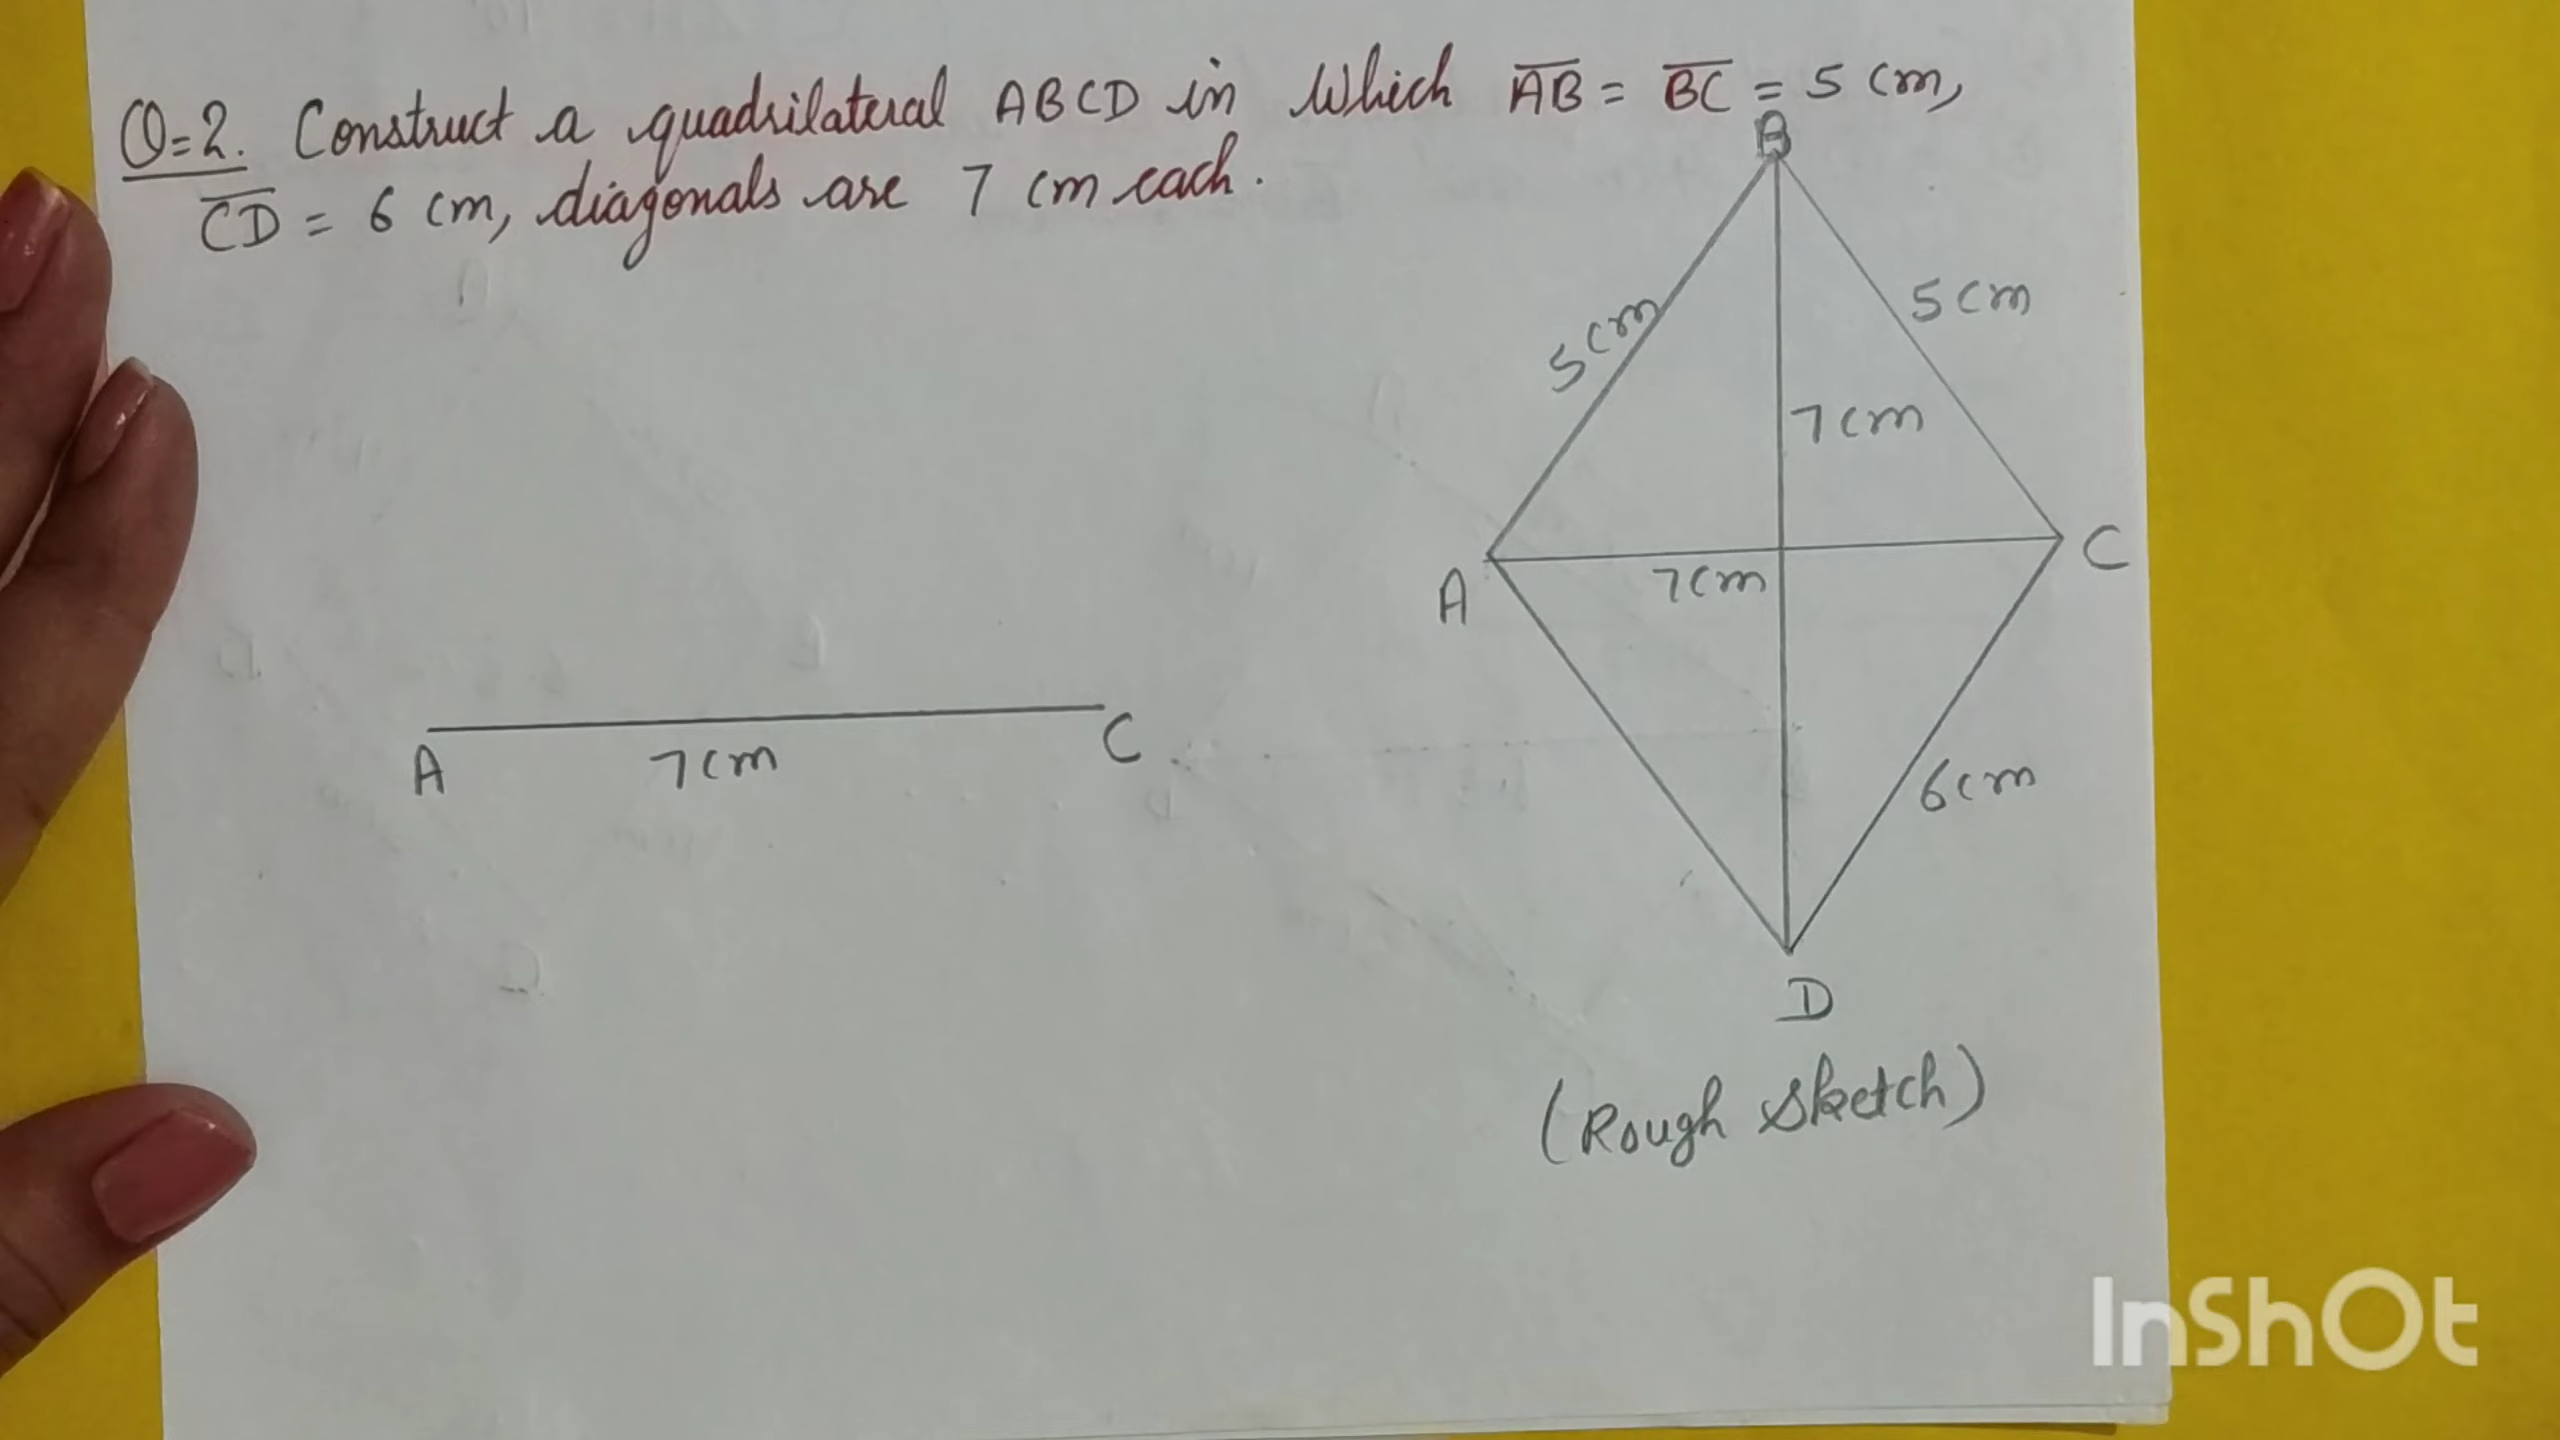 Q=2. Construct a quadrilateral ABCD in which AB = BC = 5 cm,
CD = 6 cm, diagonals are 7 cm each.
B
5cm
5cm
7cm
A
7cm
C
A
7cm
C
6cm
D
(Rough Sketch)
InShOt